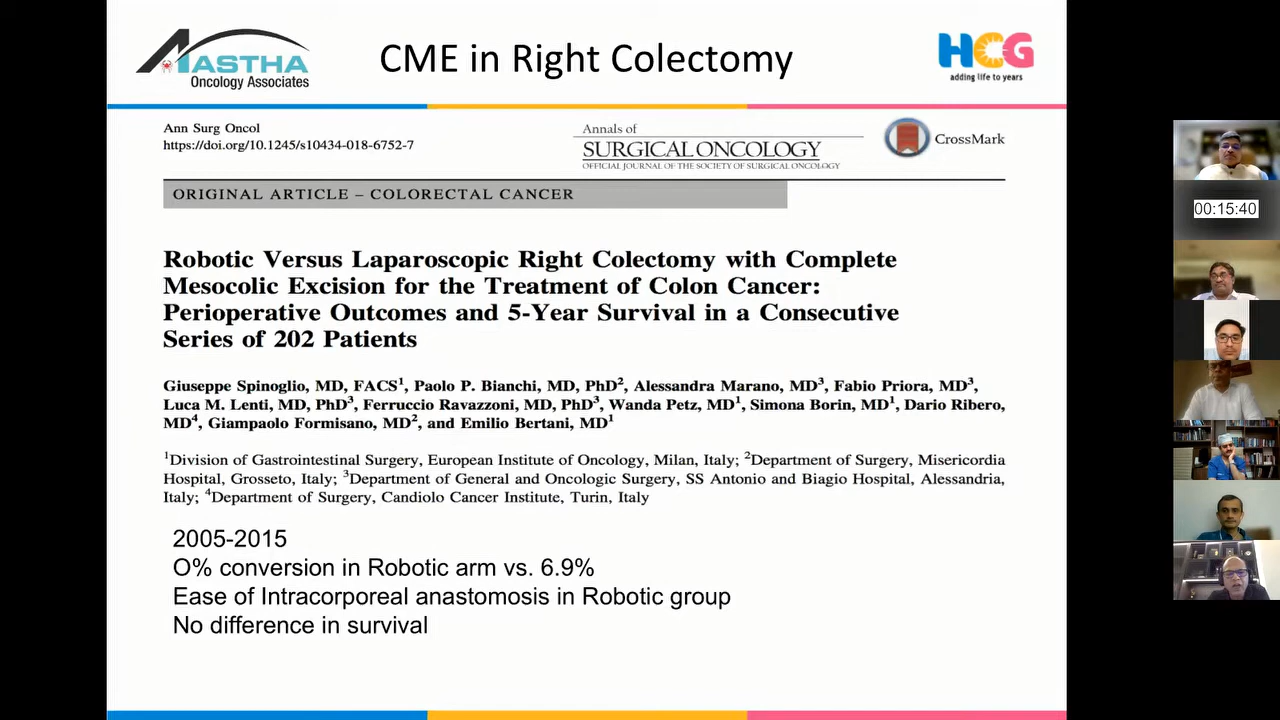 AASTHA
Oncology Associates
CME in Right Colectomy
HCG
adding life to years
Ann Surg Oncol
https://doi.org/10.1245/s10434-018-6752-7
Annals of
SURGICAL ONCOLOGY
OFFICIAL JOURNAL OF THE SOCIETY OF SURGICAL ONCOLOGY
CrossMark
ORIGINAL ARTICLE – COLORECTAL CANCER
Robotic Versus Laparoscopic Right Colectomy with Complete
Mesocolic Excision for the Treatment of Colon Cancer:
Perioperative Outcomes and 5-Year Survival in a Consecutive
Series of 202 Patients
Giuseppe Spinoglio, MD, FACS¹, Paolo P. Bianchi, MD, PhD², Alessandra Marano, MD³, Fabio Priora, MD³,
Luca M. Lenti, MD, PhD³, Ferruccio Ravazzoni, MD, PhD³, Wanda Petz, MD¹, Simona Borin, MD¹, Dario Ribero,
MD⁴, Giampaolo Formisano, MD², and Emilio Bertani, MD¹
¹Division of Gastrointestinal Surgery, European Institute of Oncology, Milan, Italy; ²Department of Surgery, Misericordia
Hospital, Grosseto, Italy; ³Department of General and Oncologic Surgery, SS Antonio and Biagio Hospital, Alessandria,
Italy; ⁴Department of Surgery, Candiolo Cancer Institute, Turin, Italy
2005-2015
O% conversion in Robotic arm vs. 6.9%
Ease of Intracorporeal anastomosis in Robotic group
No difference in survival
00:15:40